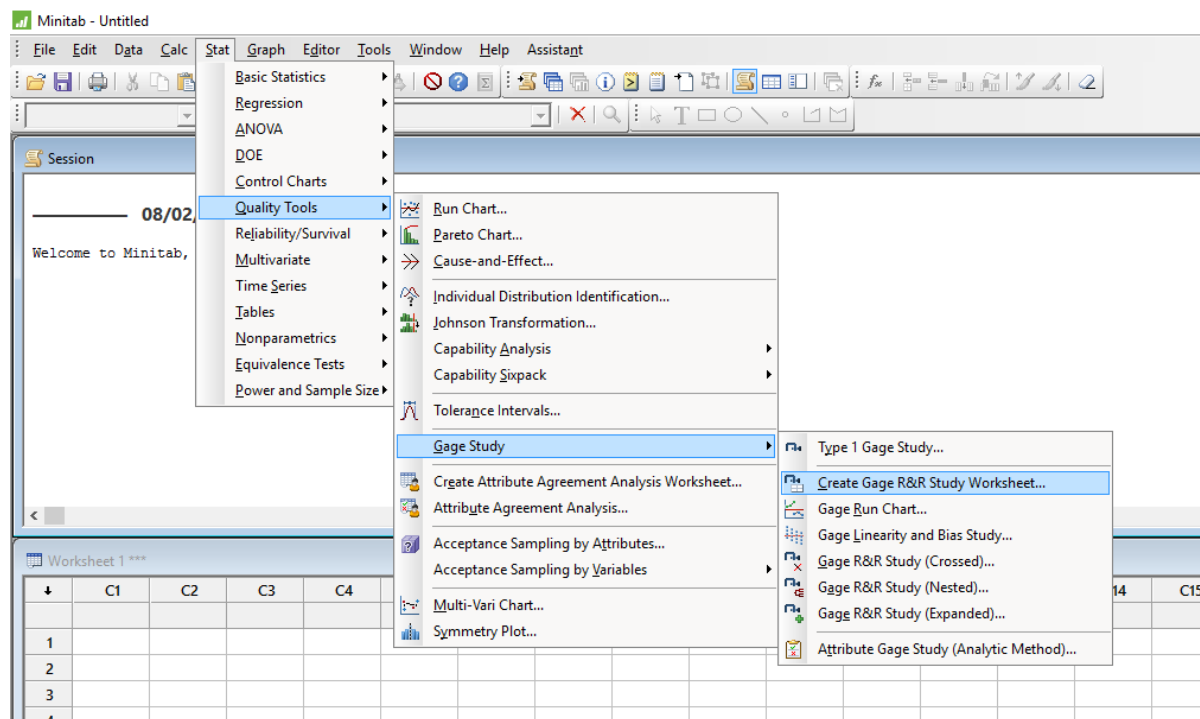 Minitab - Untitled
File Edit Data Calc Stat Graph Editor Tools Window Help Assistant
Session
08/02/
Welcome to Minitab,
Basic Statistics
Regression
ANOVA
DOE
Control Charts
Quality Tools
Reliability/Survival
Multivariate
Time Series
Tables
Nonparametrics
Equivalence Tests
Power and Sample Size
Run Chart...
Pareto Chart...
Cause-and-Effect...
Individual Distribution Identification...
Johnson Transformation...
Capability Analysis
Capability Sixpack
Tolerance Intervals...
Gage Study
Create Attribute Agreement Analysis Worksheet...
Attribute Agreement Analysis...
Acceptance Sampling by Attributes...
Acceptance Sampling by Variables
Multi-Vari Chart...
Symmetry Plot...
Type 1 Gage Study...
Create Gage R&R Study Worksheet...
Gage Run Chart...
Gage Linearity and Bias Study...
Gage R&R Study (Crossed)...
Gage R&R Study (Nested)...
Gage R&R Study (Expanded)...
Attribute Gage Study (Analytic Method)...
Worksheet 1 ***
C1 C2 C3 C4 14 C15
1
2
3